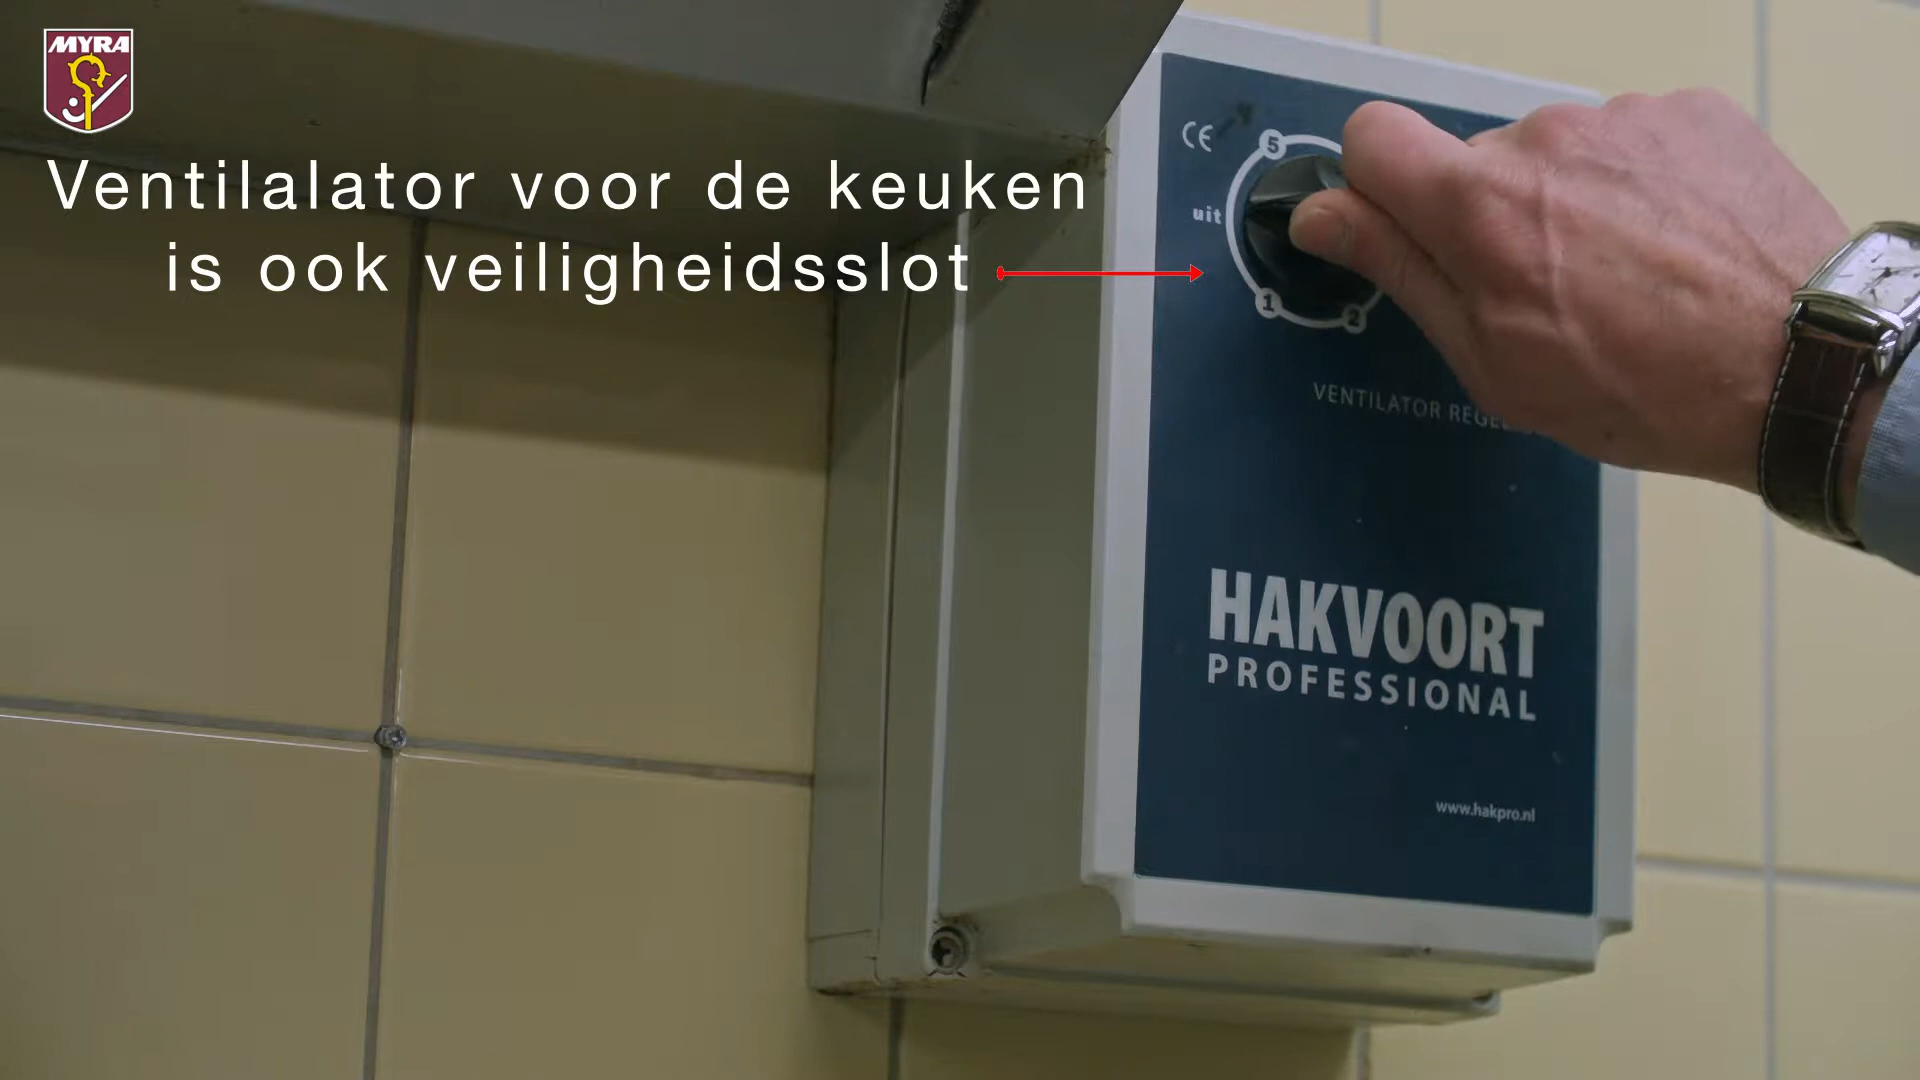 MYRA
Ventilalator voor de keuken
is ook veiligheidsslot
CE
5
uit
1
2
VENTILATOR
HAKVOORT
PROFESSIONAL
www.hakpro.nl